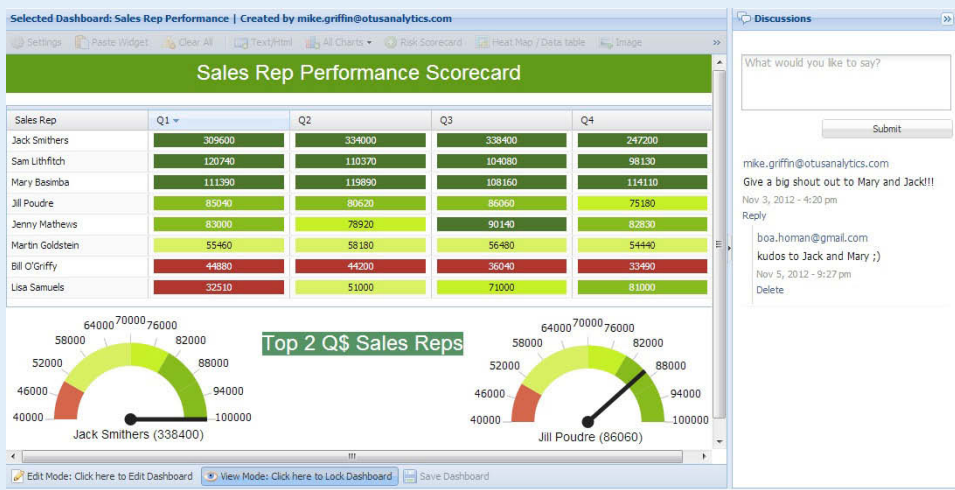 Selected Dashboard: Sales Rep Performance | Created by mike.griffin@otusanalytics.com
Settings Paste Widget Clear All Text/Html All Charts Risk Scorecard Heat Map / Data table Image »
Sales Rep Performance Scorecard
Sales Rep Q1 Q2 Q3 Q4
Jack Smithers 309600 334000 338400 247200
Sam Lithfitch 120740 110370 104080 98130
Mary Basimba 111390 119890 108160 114110
Jill Poudre 85040 80620 86060 75180
Jenny Mathews 83000 78920 90140 82830
Martin Goldstein 55460 58180 56480 54440
Bill O'Griffy 44880 44200 36040 33490
Lisa Samuels 32510 51000 71000 81000
40000 46000 52000 58000 64000 70000 76000 82000 88000 94000 100000
Jack Smithers (338400)
Top 2 Q$ Sales Reps
40000 46000 52000 58000 64000 70000 76000 82000 88000 94000 100000
Jill Poudre (86060)
Edit Mode: Click here to Edit Dashboard View Mode: Click here to Lock Dashboard Save Dashboard
Discussions »
What would you like to say?
Submit
mike.griffin@otusanalytics.com
Give a big shout out to Mary and Jack!!!
Nov 3, 2012 - 4:20 pm
Reply
boa.homan@gmail.com
kudos to Jack and Mary ;)
Nov 5, 2012 - 9:27 pm
Delete